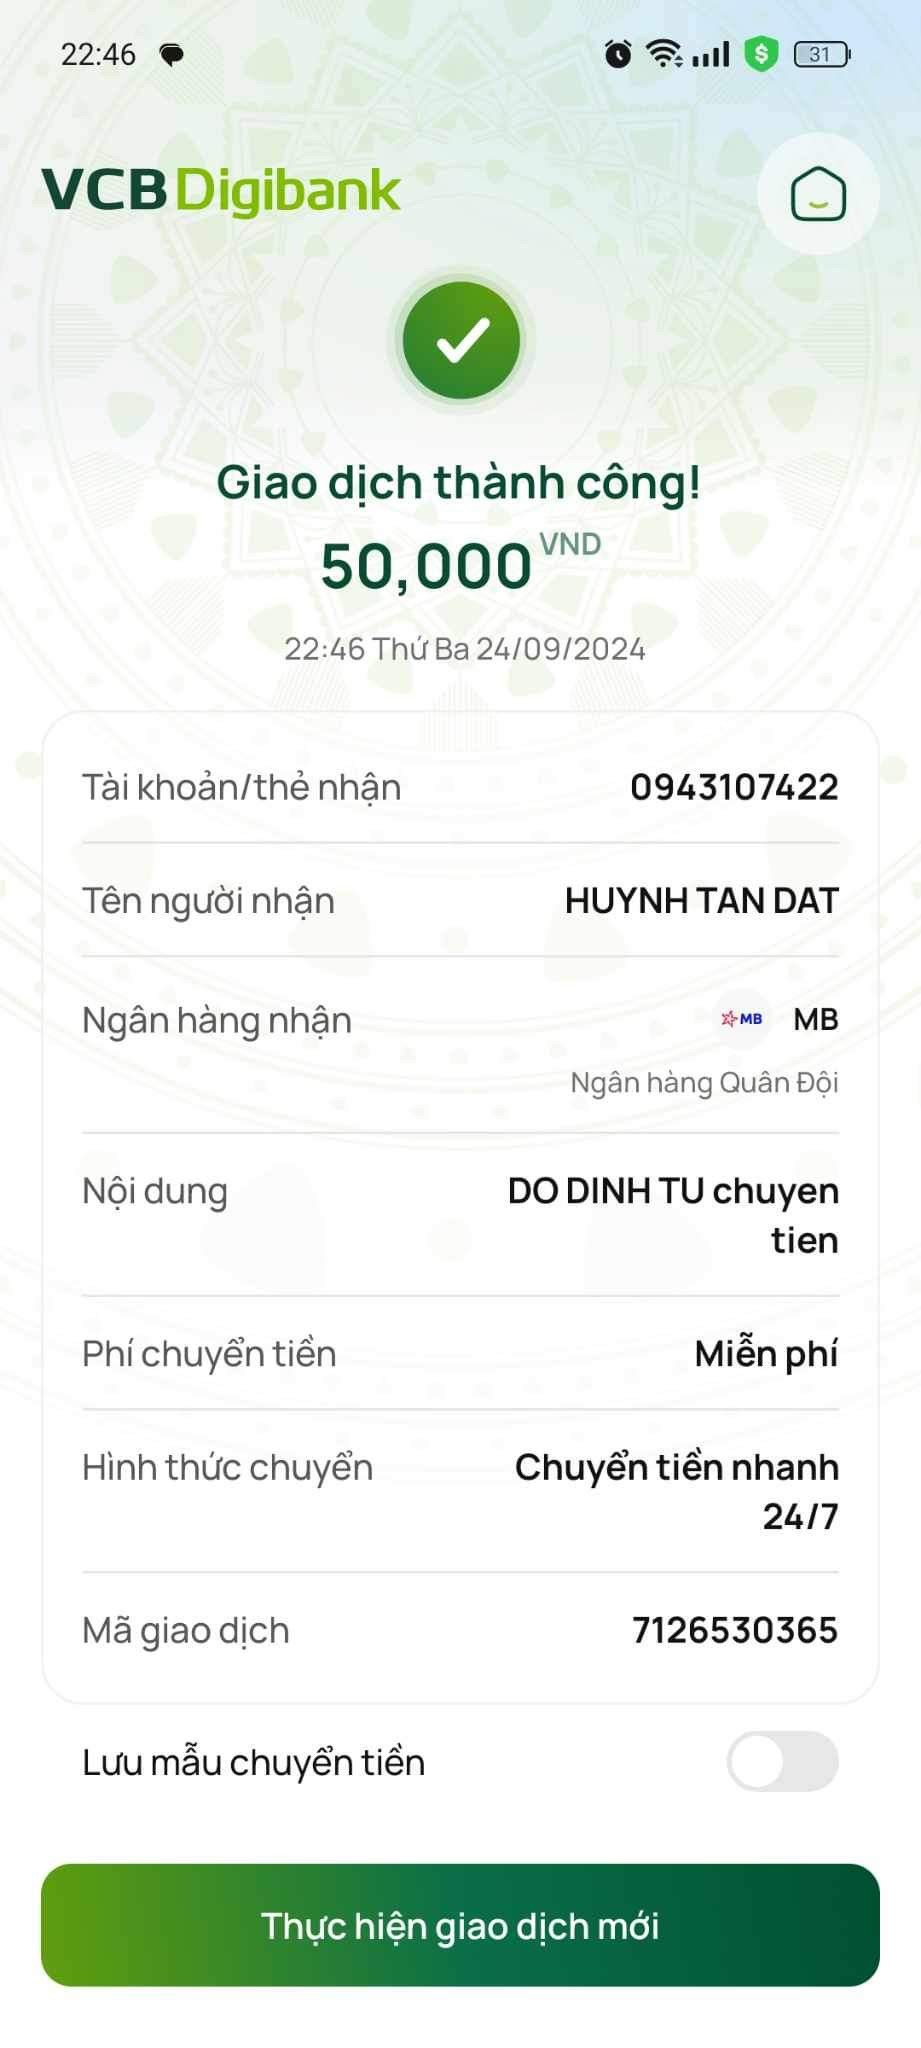 22:46
31
VCB Digibank
Giao dịch thành công!
50,000 VND
22:46 Thứ Ba 24/09/2024
Tài khoản/thẻ nhận 0943107422
Tên người nhận HUYNH TAN DAT
Ngân hàng nhận MB MB
Ngân hàng Quân Đội
Nội dung DO DINH TU chuyen
tien
Phí chuyển tiền Miễn phí
Hình thức chuyển Chuyển tiền nhanh
24/7
Mã giao dịch 7126530365
Lưu mẫu chuyển tiền
Thực hiện giao dịch mới